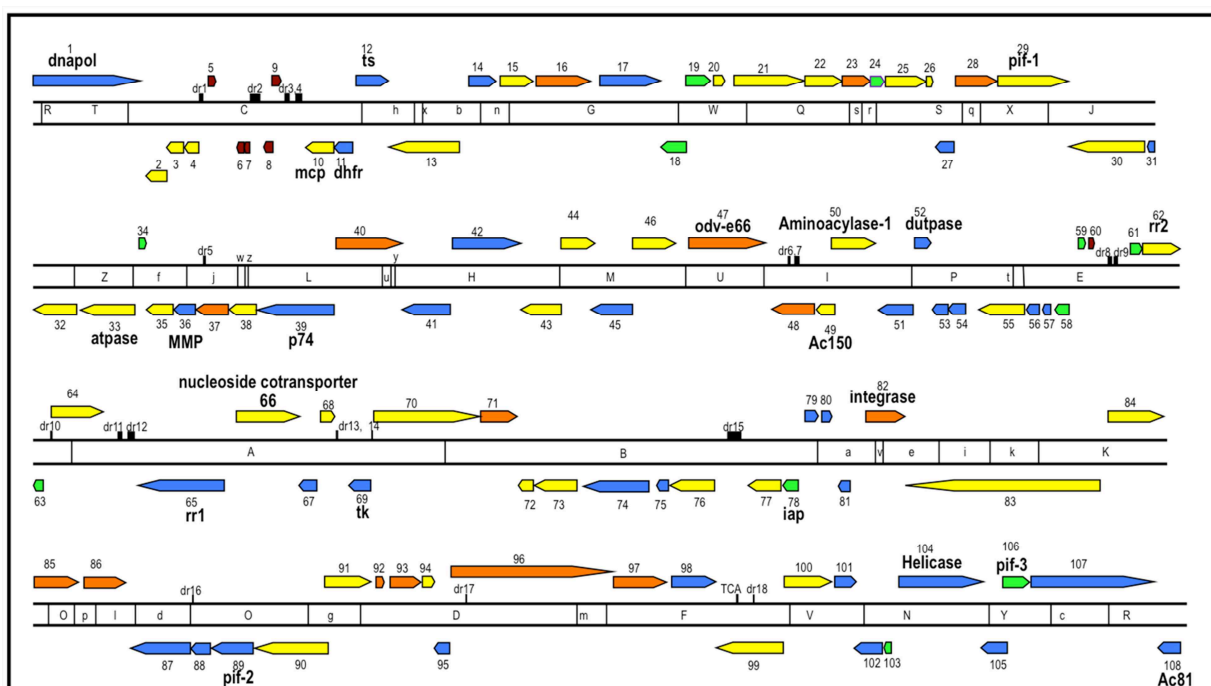 1 5 9 12 14 15 16 17 19 20 21 22 23 24 25 26 28 29
dnapol ts pif-1
dr1 dr2 dr3,4
R T C h x b n G W Q s r S q X J
2 3 4 6 7 8 10 11 13 18 27 30 31
mcp dhfr
34 40 42 44 46 47 50 52 59 60 61 62
odv-e66 Aminoacylase-1 dutpase rr2
dr5 y dr6,7 dr8 dr9
Z f j w z L u H M U I P t E
32 33 35 36 37 38 39 41 43 45 48 49 51 53 54 55 56 57 58
atpase MMP p74 Ac150
nucleoside cotransporter integrase
64 66 68 70 71 79 80 82 84
dr10 dr11 dr12 dr13, 14 dr15
A B a v e i k K
63 65 67 69 72 73 74 75 76 77 78 81 83
rr1 tk iap
85 86 91 92 93 94 96 97 98 100 101 104 106 107
Helicase pif-3
dr16 dr17 TCA dr18
O p l d O g D m F V N Y c R
87 88 89 90 95 99 102 103 105 108
pif-2 Ac81